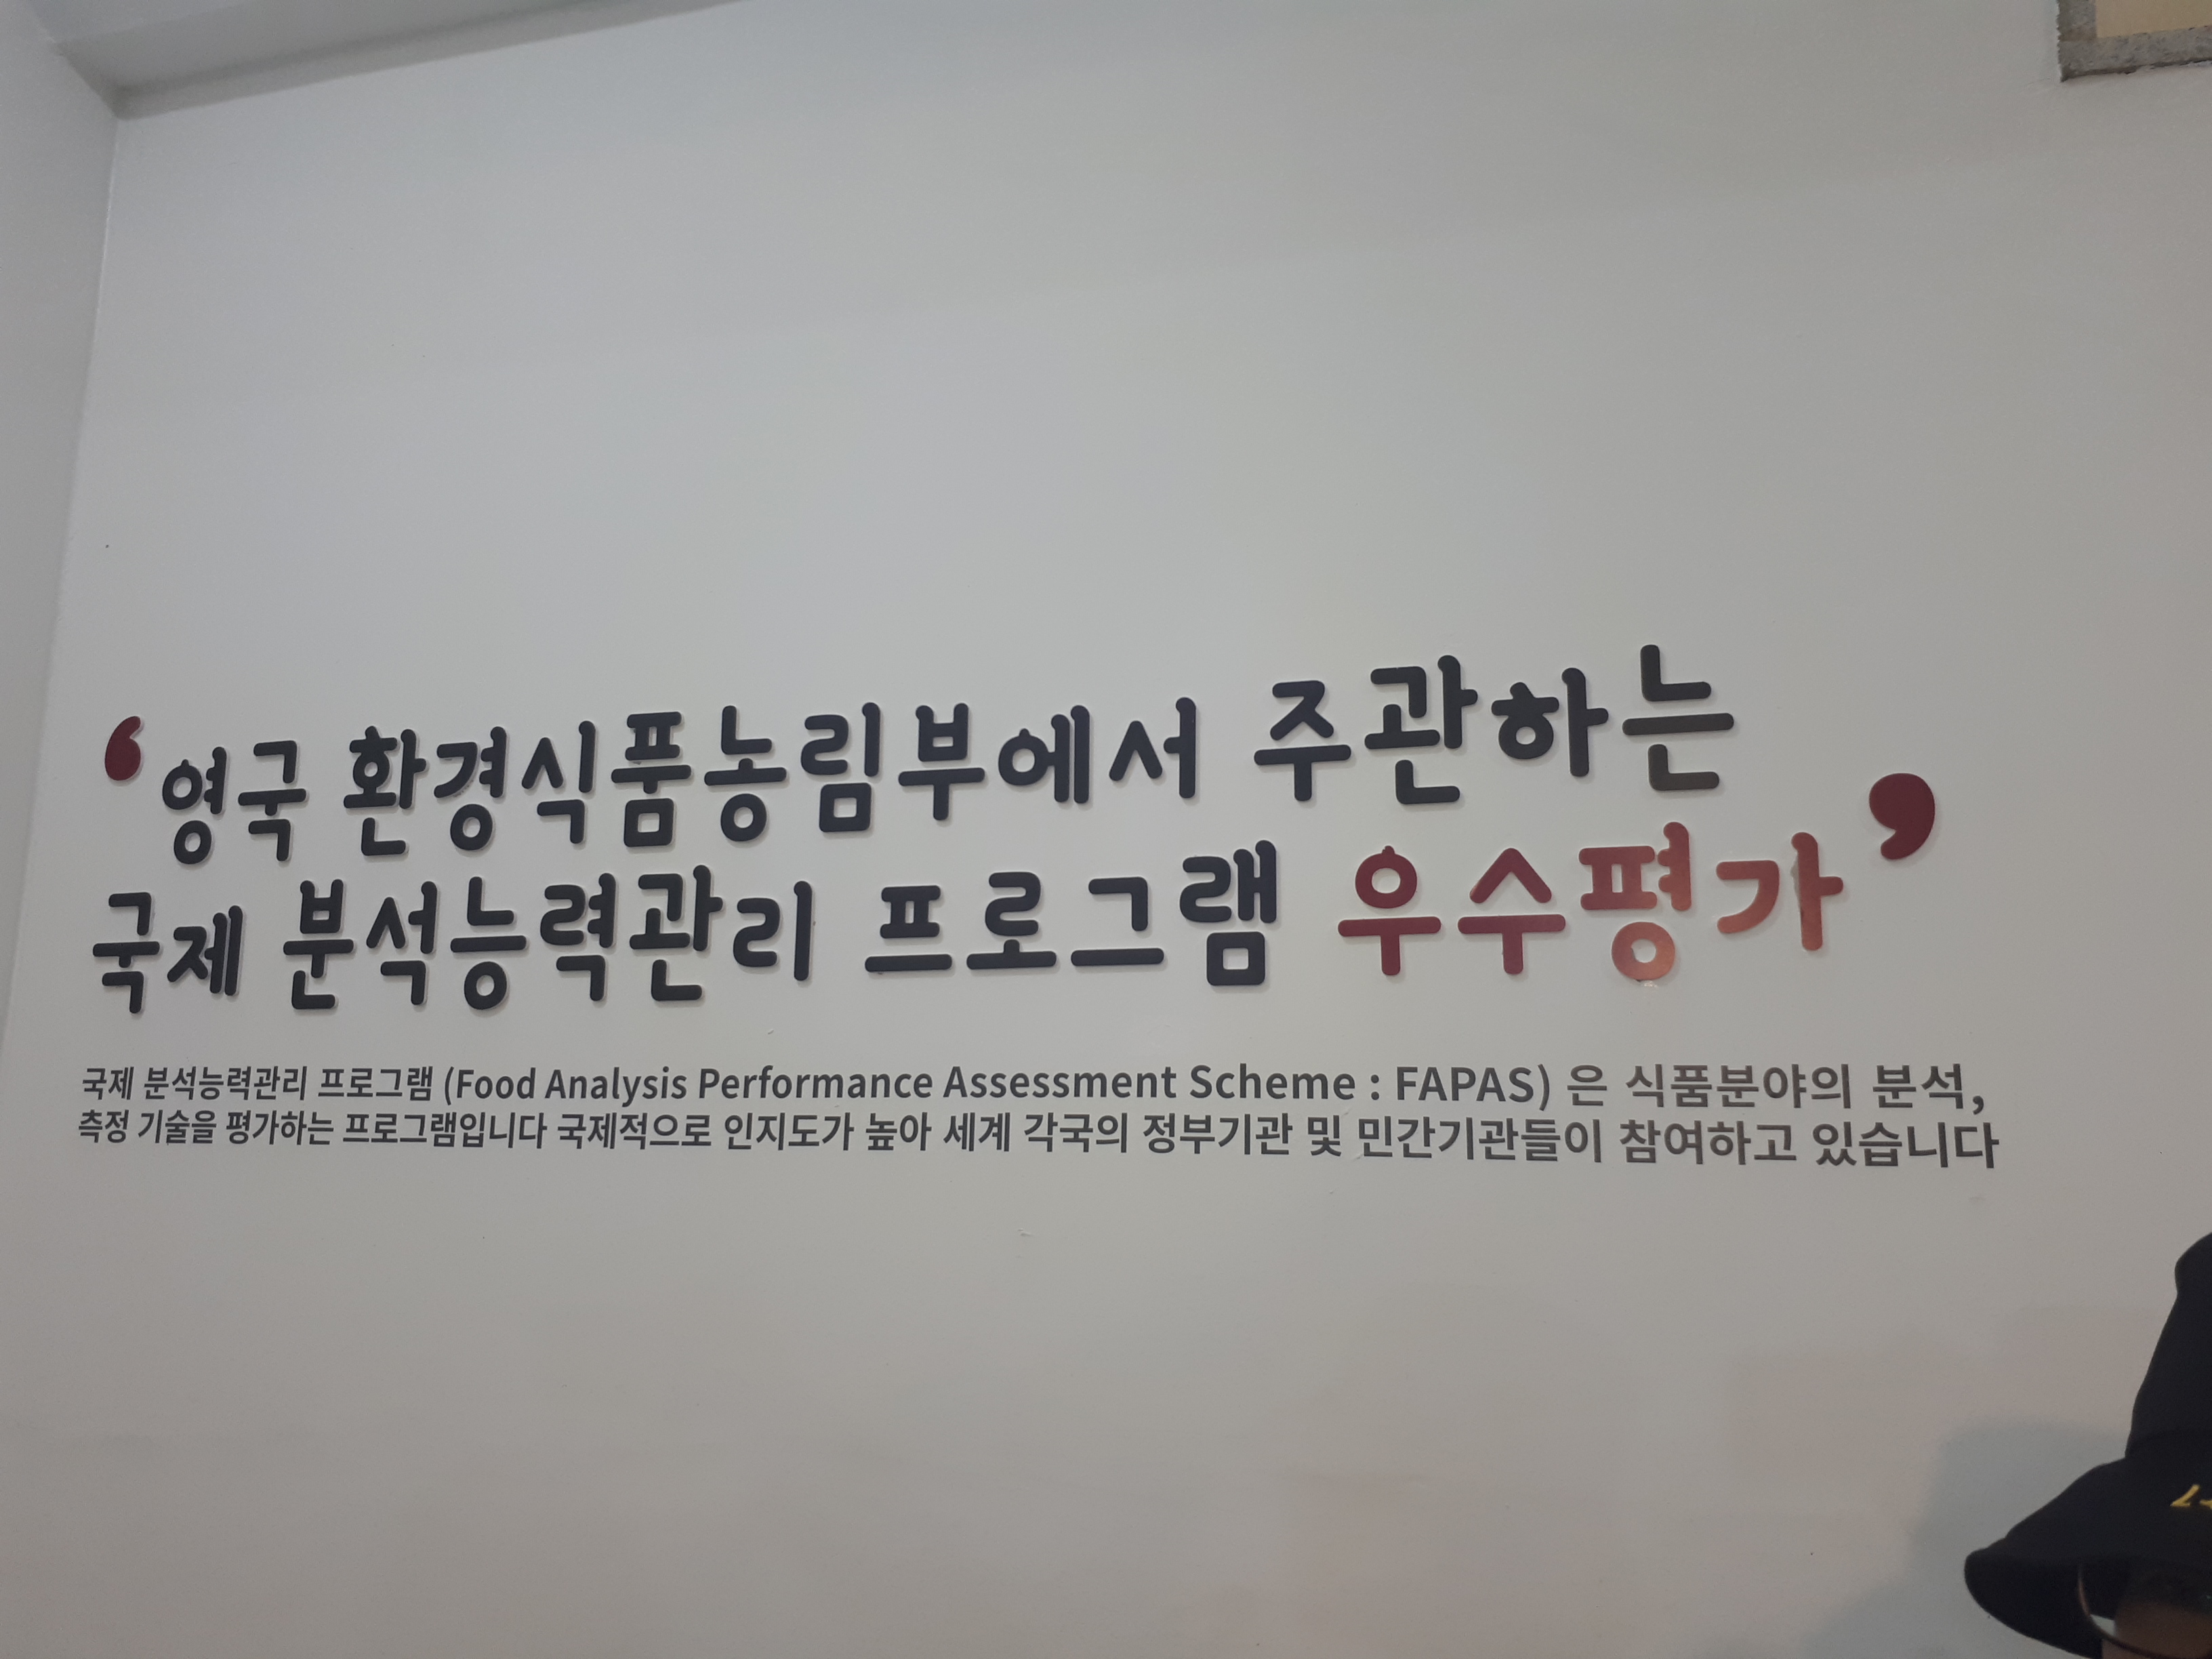 ‘영국 환경식품농림부에서 주관하는
국제 분석능력관리 프로그램 우수평가’
국제 분석능력관리 프로그램 (Food Analysis Performance Assessment Scheme : FAPAS) 은 식품분야의 분석,
측정 기술을 평가하는 프로그램입니다 국제적으로 인지도가 높아 세계 각국의 정부기관 및 민간기관들이 참여하고 있습니다